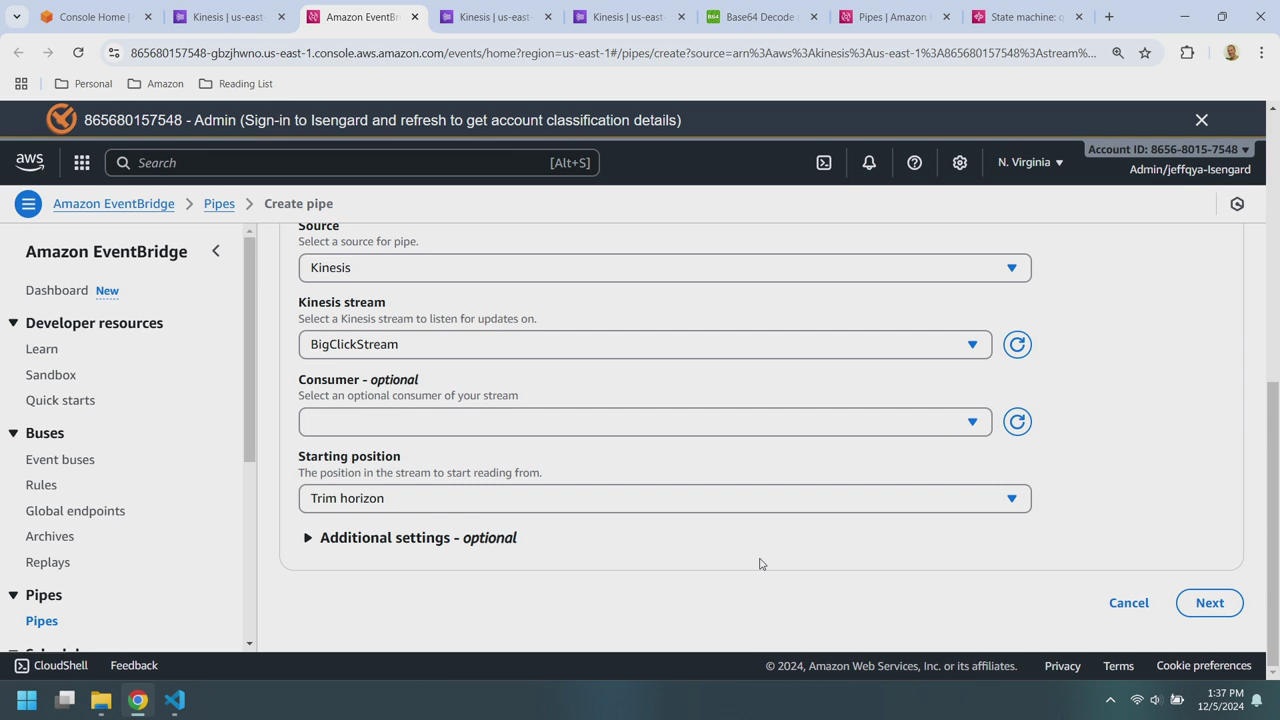 Console Home |
Kinesis | us-east-
Amazon EventBri
Kinesis | us-east-
Kinesis | us-east-
B64
Base64 Decode
Pipes | Amazon
State machine: q
865680157548-gbzjhwno.us-east-1.console.aws.amazon.com/events/home?region=us-east-1#/pipes/create?source=arn%3Aaws%3Akinesis%3Aus-east-1%3A865680157548%3Astream%...
Personal
Amazon
Reading List
865680157548 - Admin (Sign-in to Isengard and refresh to get account classification details)
aws
Search
[Alt+S]
N. Virginia
Account ID: 8656-8015-7548
Admin/jeffqya-Isengard
Amazon EventBridge
Pipes
Create pipe
Amazon EventBridge
Dashboard New
Developer resources
Learn
Sandbox
Quick starts
Buses
Event buses
Rules
Global endpoints
Archives
Replays
Pipes
Pipes
Source
Select a source for pipe.
Kinesis
Kinesis stream
Select a Kinesis stream to listen for updates on.
BigClickStream
Consumer - optional
Select an optional consumer of your stream
Starting position
The position in the stream to start reading from.
Trim horizon
Additional settings - optional
Cancel
Next
CloudShell
Feedback
© 2024, Amazon Web Services, Inc. or its affiliates.
Privacy
Terms
Cookie preferences
1:37 PM
12/5/2024